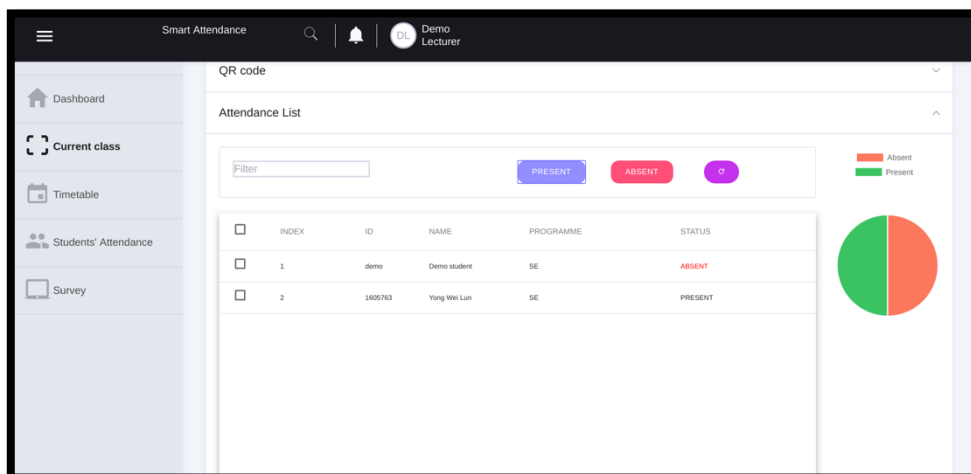 Smart Attendance
DL
Demo
Lecturer
QR code
Dashboard
Current class
Timetable
Students' Attendance
Survey
Attendance List
Filter
PRESENT
ABSENT
Absent
Present
INDEX ID NAME PROGRAMME STATUS
1 demo Demo student SE ABSENT
2 1605763 Yong Wei Lun SE PRESENT